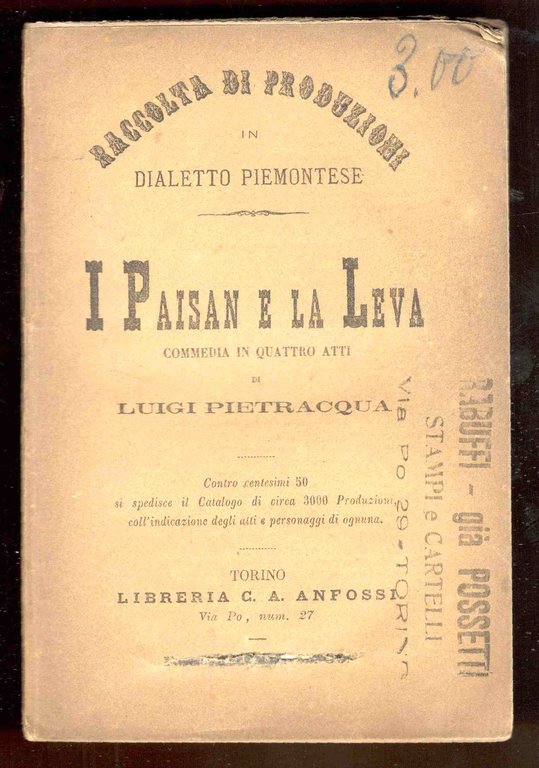 3.00
RACCOLTA DI PRODUZIONI
IN
DIALETTO PIEMONTESE
I PAISAN E LA LEVA
COMMEDIA IN QUATTRO ATTI
DI
LUIGI PIETRACQUA
Contro centesimi 50
si spedisce il Catalogo di circa 3000 Produzioni,
coll'indicazione degli atti e personaggi di ognuna.
TORINO
LIBRERIA C. A. ANFOSSI
Via Po, num. 27
RABUFFI - già POSSETTI
STAMPI e CARTELLI
VIA PO 29 - TORINO